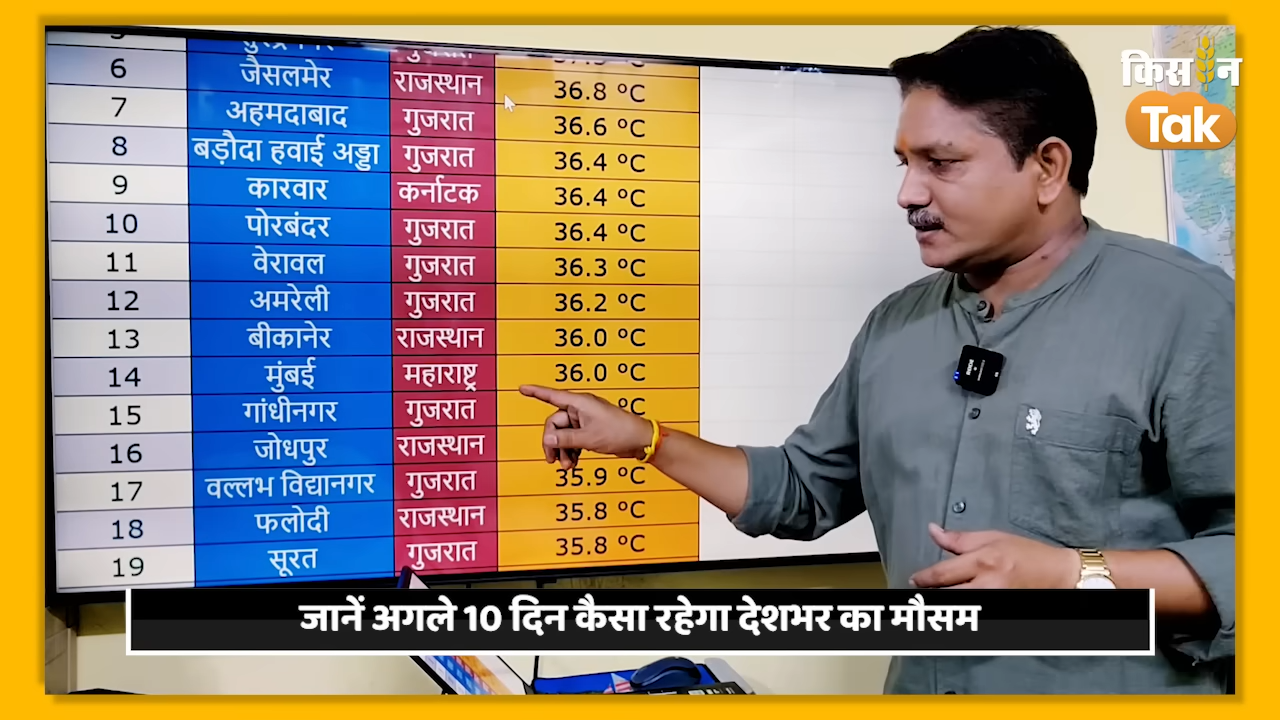 6 जैसलमेर राजस्थान 36.8 °C
7 अहमदाबाद गुजरात 36.6 °C
8 बड़ौदा हवाई अड्डा गुजरात 36.4 °C
9 कारवार कर्नाटक 36.4 °C
10 पोरबंदर गुजरात 36.4 °C
11 वेरावल गुजरात 36.3 °C
12 अमरेली गुजरात 36.2 °C
13 बीकानेर राजस्थान 36.0 °C
14 मुंबई महाराष्ट्र 36.0 °C
15 गांधीनगर गुजरात °C
16 जोधपुर राजस्थान
17 वल्लभ विद्यानगर गुजरात 35.9 °C
18 फलोदी राजस्थान 35.8 °C
19 सूरत गुजरात 35.8 °C
किसान
Tak
जानें अगले 10 दिन कैसा रहेगा देशभर का मौसम